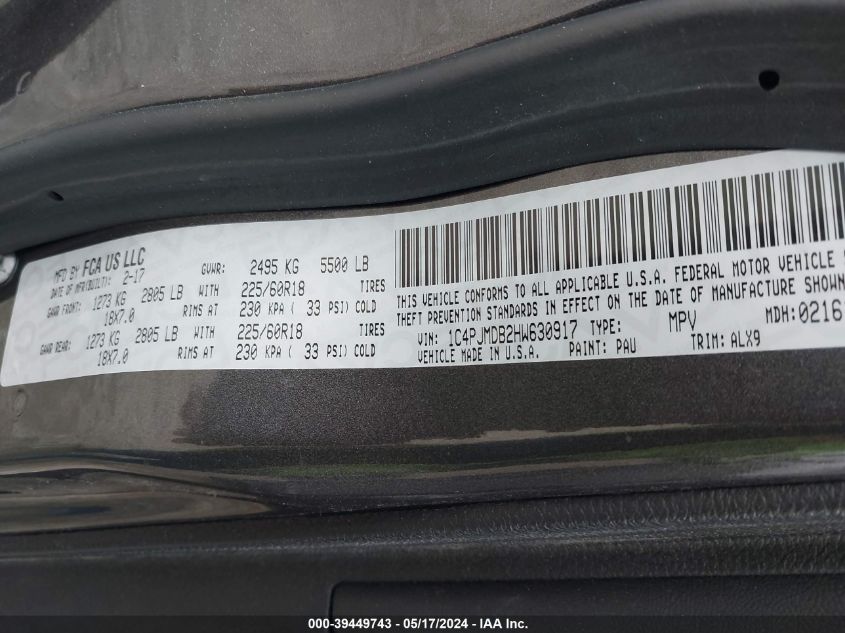 MFD BY FCA US LLC
DATE OF MFR(BUILT): 2-17 GVWR: 2495 KG 5500 LB
GAWR FRONT: 1273 KG 2805 LB WITH 225/60R18 TIRES
18X7.0 RIMS AT 230 KPA ( 33 PSI) COLD
GAWR REAR: 1273 KG 2805 LB WITH 225/60R18 TIRES
18X7.0 RIMS AT 230 KPA ( 33 PSI) COLD
THIS VEHICLE CONFORMS TO ALL APPLICABLE U.S.A. FEDERAL MOTOR VEHICLE
THEFT PREVENTION STANDARDS IN EFFECT ON THE DATE OF MANUFACTURE SHOWN
VIN: 1C4PJMDB2HW630917 TYPE: MPV MDH:0216
VEHICLE MADE IN U.S.A. PAINT: PAU TRIM: ALX9
000-39449743 - 05/17/2024 - IAAI.com